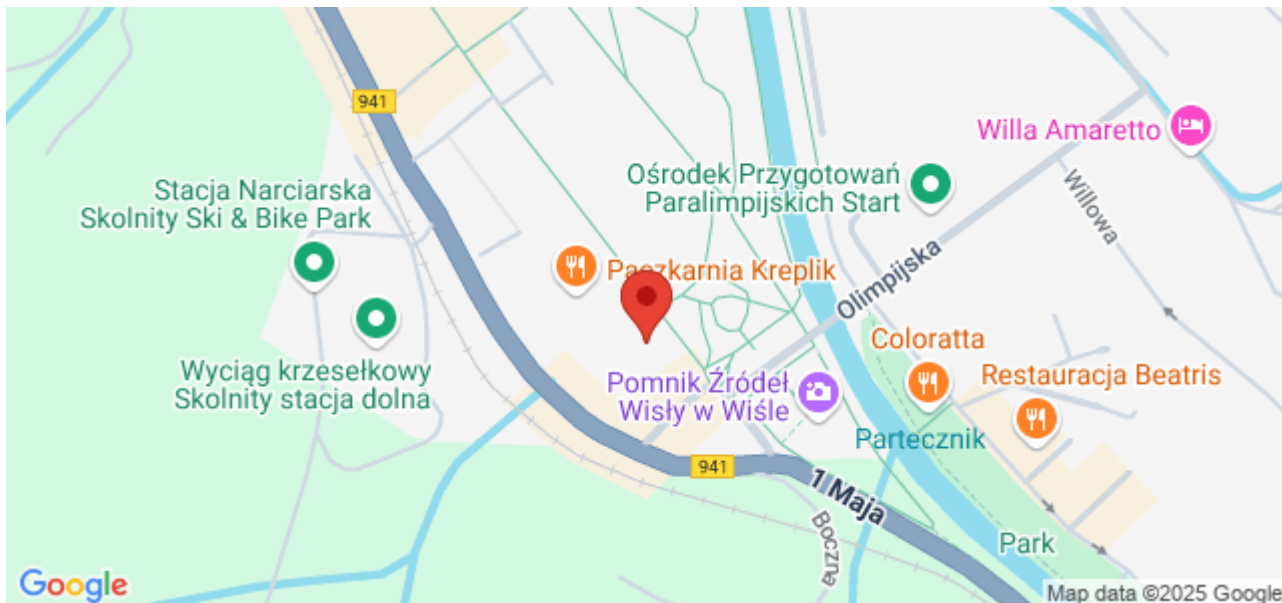 941
Willa Amaretto
Ośrodek Przygotowań
Paralimpijskich Start
Willowa
Stacja Narciarska
Skolnity Ski & Bike Park
Pączkarnia Kreplik
Olimpijska
Coloratta
Wyciąg krzesełkowy
Skolnity stacja dolna
Pomnik Źródeł
Wisły w Wiśle
Restauracja Beatris
Partecznik
941
1 Maja
Boczna
Park
Google
Map data ©2025 Google